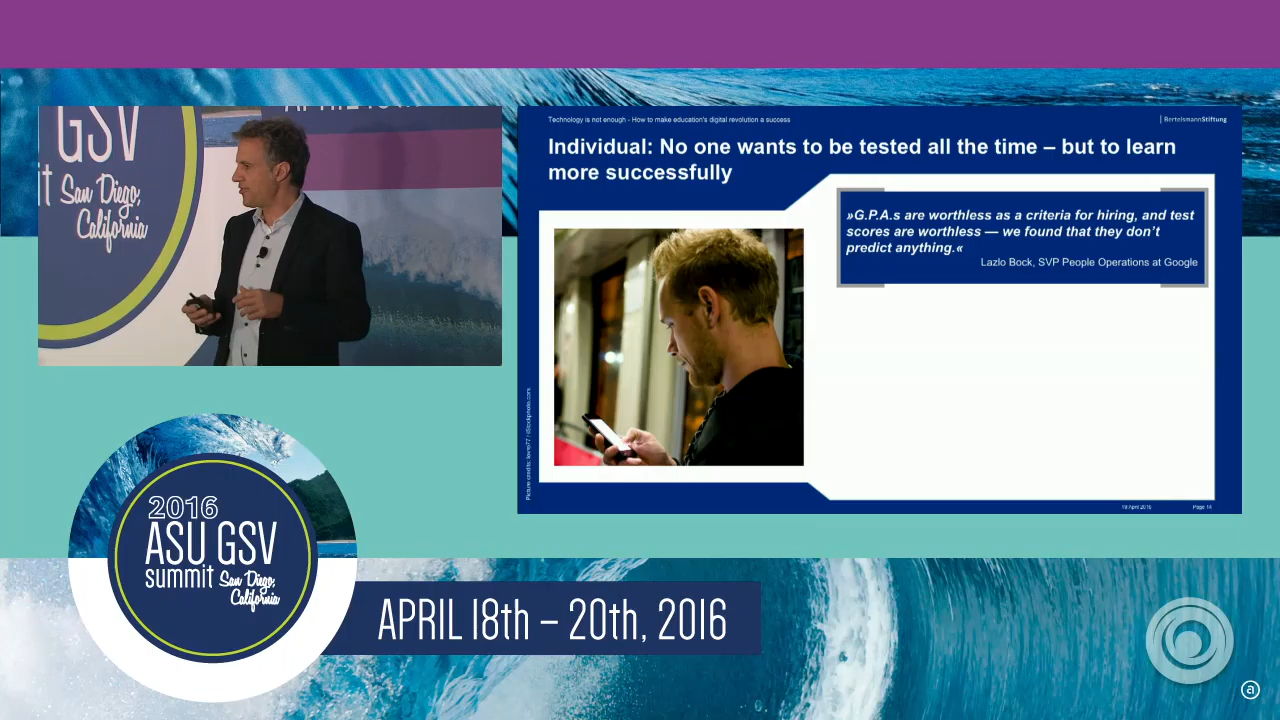 GSV
it San Diego,
California
Technology is not enough - How to make education's digital revolution a success
BertelsmannStiftung
Individual: No one wants to be tested all the time – but to learn
more successfully
»G.P.A.s are worthless as a criteria for hiring, and test
scores are worthless — we found that they don't
predict anything.«
Lazlo Bock, SVP People Operations at Google
19 April 2016
Page 14
2016
ASU GSV
summit San Diego,
California
APRIL 18th – 20th, 2016
a